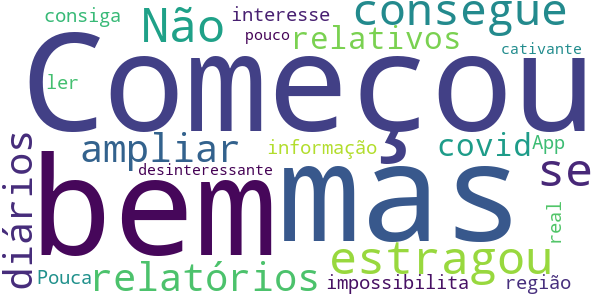 consiga
Não
interesse
consegue
pouco
relativos
cativante
Começou
ler
diários
ampliar
informação
covid
App
desinteressante
se
bem
mas
real
estragou
Pouca
relatórios
impossibilita
região